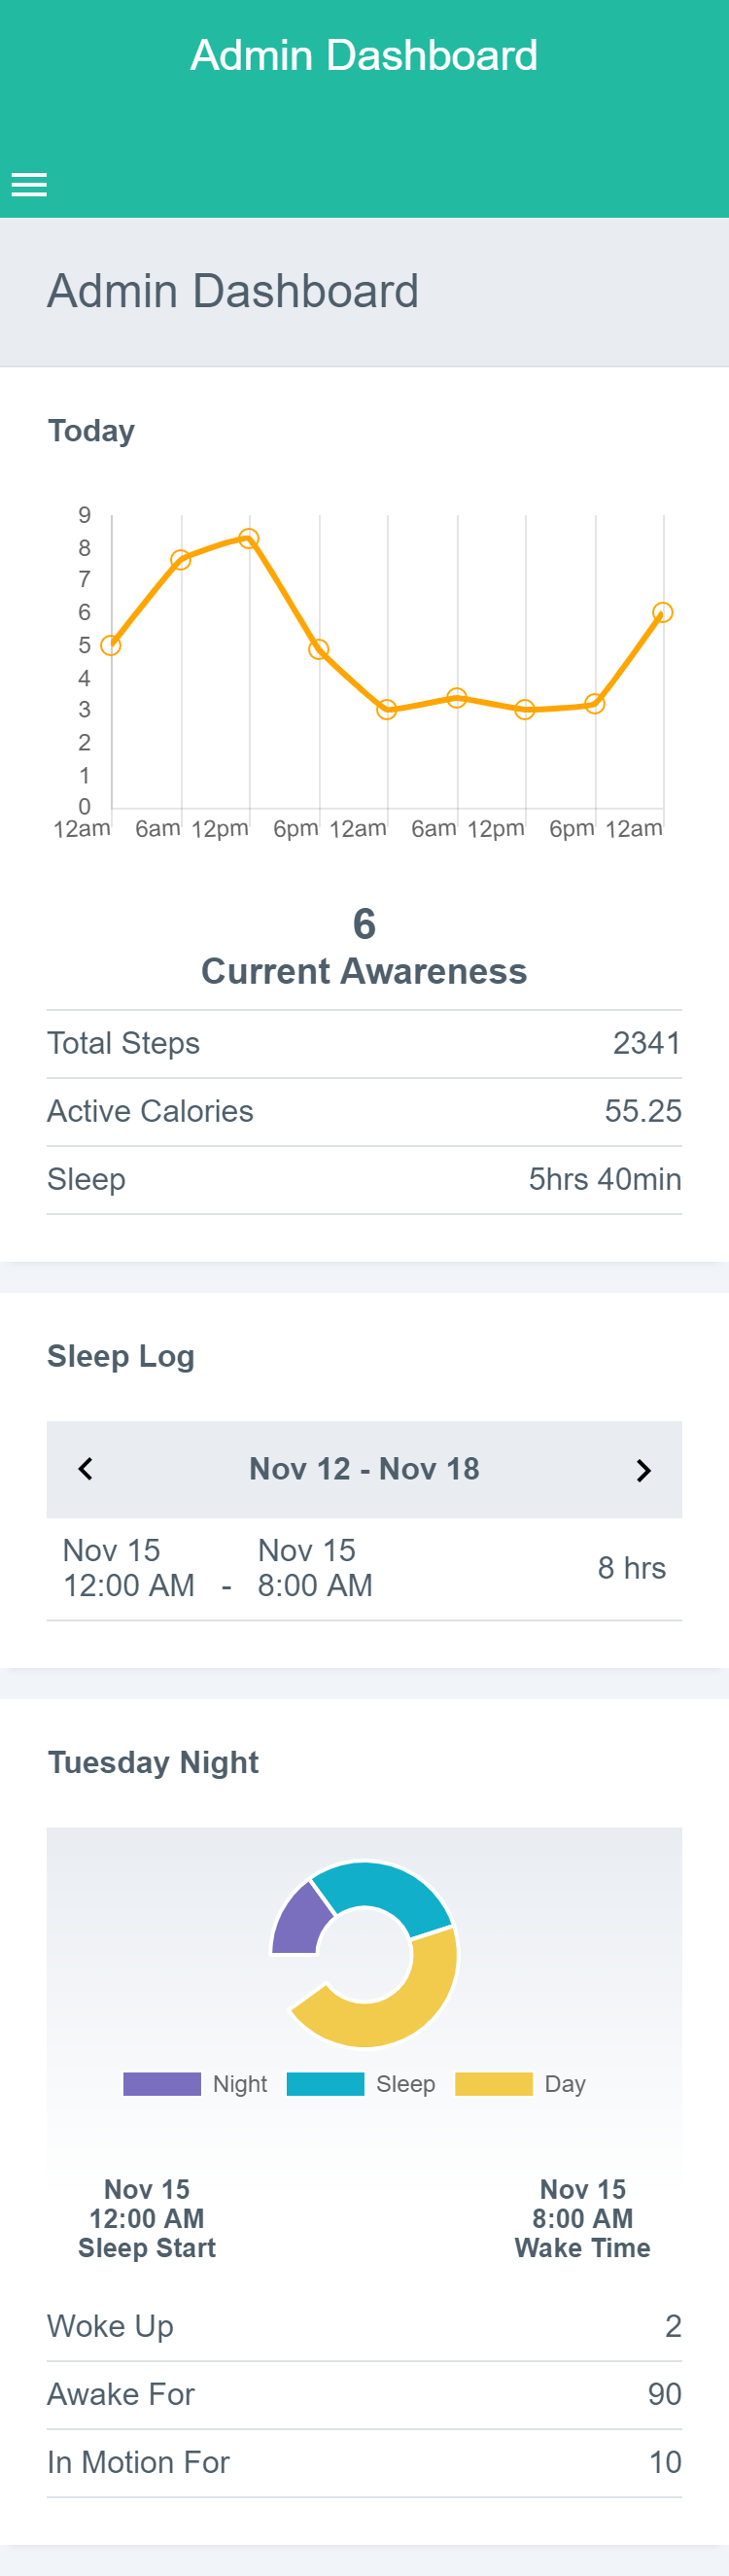 Admin Dashboard
Admin Dashboard
Today
9
8
7
6
5
4
3
2
1
0
12am 6am 12pm 6pm 12am 6am 12pm 6pm 12am
6
Current Awareness
Total Steps 2341
Active Calories 55.25
Sleep 5hrs 40min
Sleep Log
Nov 12 - Nov 18
Nov 15 Nov 15
12:00 AM - 8:00 AM 8 hrs
Tuesday Night
Night Sleep Day
Nov 15 Nov 15
12:00 AM 8:00 AM
Sleep Start Wake Time
Woke Up 2
Awake For 90
In Motion For 10